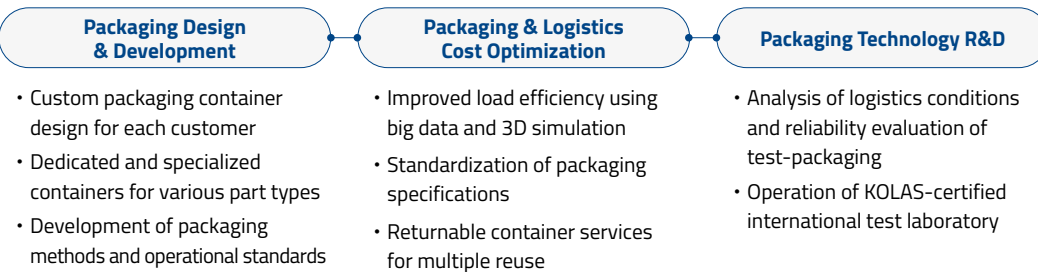 Packaging Design
& Development
・Custom packaging container
design for each customer
・Dedicated and specialized
containers for various part types
・Development of packaging
methods and operational standards
Packaging & Logistics
Cost Optimization
・Improved load efficiency using
big data and 3D simulation
・Standardization of packaging
specifications
・Returnable container services
for multiple reuse
Packaging Technology R&D
・Analysis of logistics conditions
and reliability evaluation of
test-packaging
・Operation of KOLAS-certified
international test laboratory